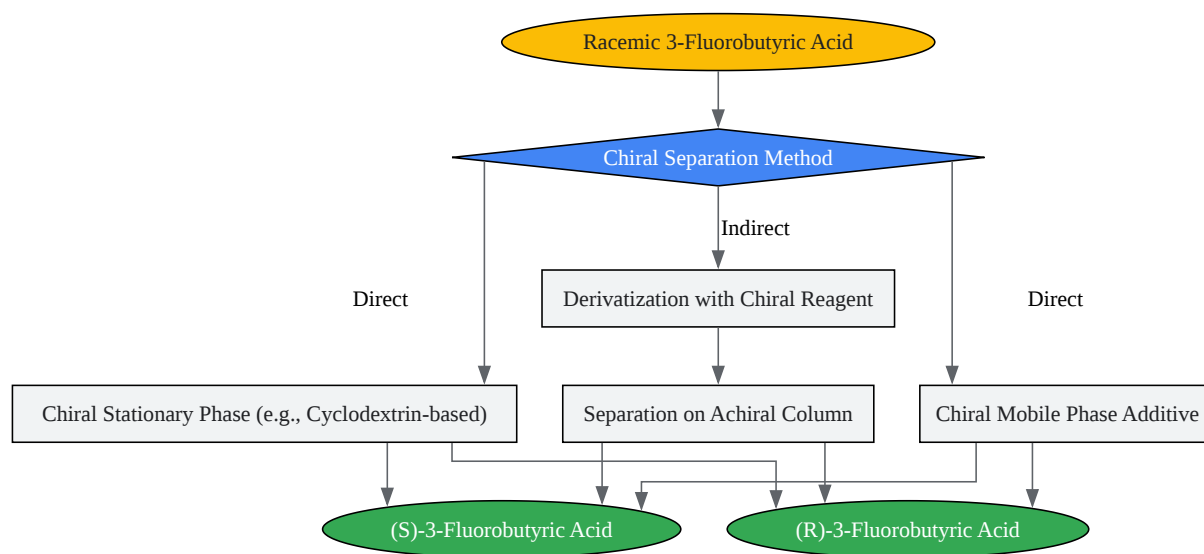 Racemic 3-Fluorobutyric Acid
Chiral Separation Method
Indirect
Derivatization with Chiral Reagent
Direct
Direct
Chiral Stationary Phase (e.g., Cyclodextrin-based)
Separation on Achiral Column
Chiral Mobile Phase Additive
(S)-3-Fluorobutyric Acid
(R)-3-Fluorobutyric Acid